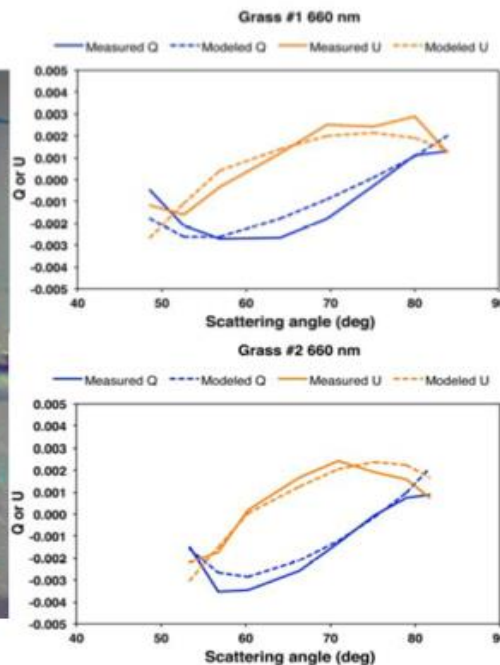 Grass #1 660 nm
Measured Q Modeled Q Measured U Modeled U
0.005
0.004
0.003
0.002
0.001
0.000
-0.001
-0.002
-0.003
-0.004
-0.005
Q or U
40 50 60 70 80 90
Scattering angle (deg)
Grass #2 660 nm
Measured Q Modeled Q Measured U Modeled U
0.005
0.004
0.003
0.002
0.001
0.000
-0.001
-0.002
-0.003
-0.004
-0.005
Q or U
40 50 60 70 80
Scattering angle (deg)